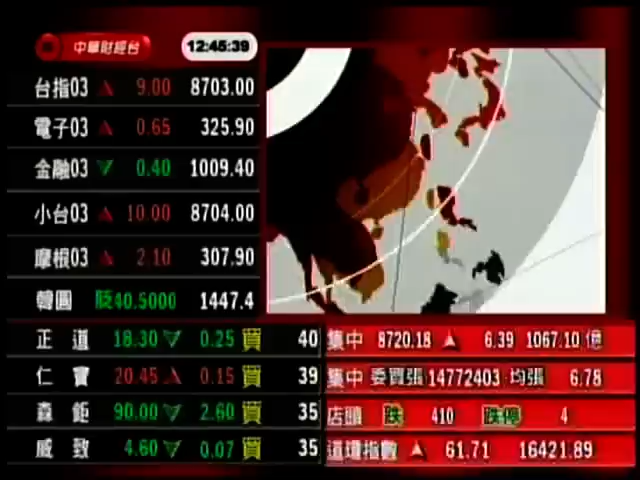 中華財經台 12:45:39
台指03 ▲ 9.00 8703.00
電子03 ▲ 0.65 325.90
金融03 ▽ 0.40 1009.40
小台03 ▲ 10.00 8704.00
摩根03 ▲ 2.10 307.90
韓圓 貶40.5000 1447.4
正道 18.30 ▽ 0.25 買 40
仁寶 20.45 ▲ 0.15 買 39
森鉅 90.00 ▽ 2.60 買 35
威致 4.60 ▽ 0.07 買 35
集中 8720.18 ▲ 6.39 1067.10 億
集中 委買張 14772403 均張 6.78
店頭 跌 410 跌停 4
道瓊指數 ▲ 61.71 16421.89